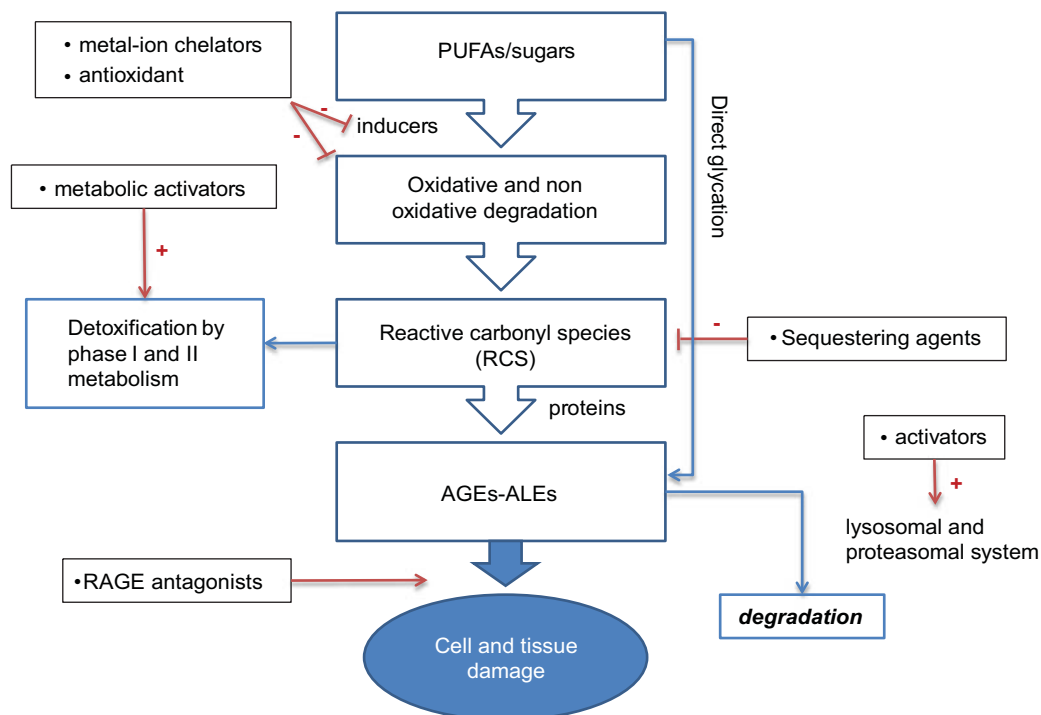 • metal-ion chelators
• antioxidant
PUFAs/sugars
-
-
inducers
Direct glycation
• metabolic activators
+
Oxidative and non
oxidative degradation
Detoxification by
phase I and II
metabolism
Reactive carbonyl species
(RCS)
-
• Sequestering agents
proteins
• activators
+
AGEs-ALEs
lysosomal and
proteasomal system
•RAGE antagonists
degradation
Cell and tissue
damage